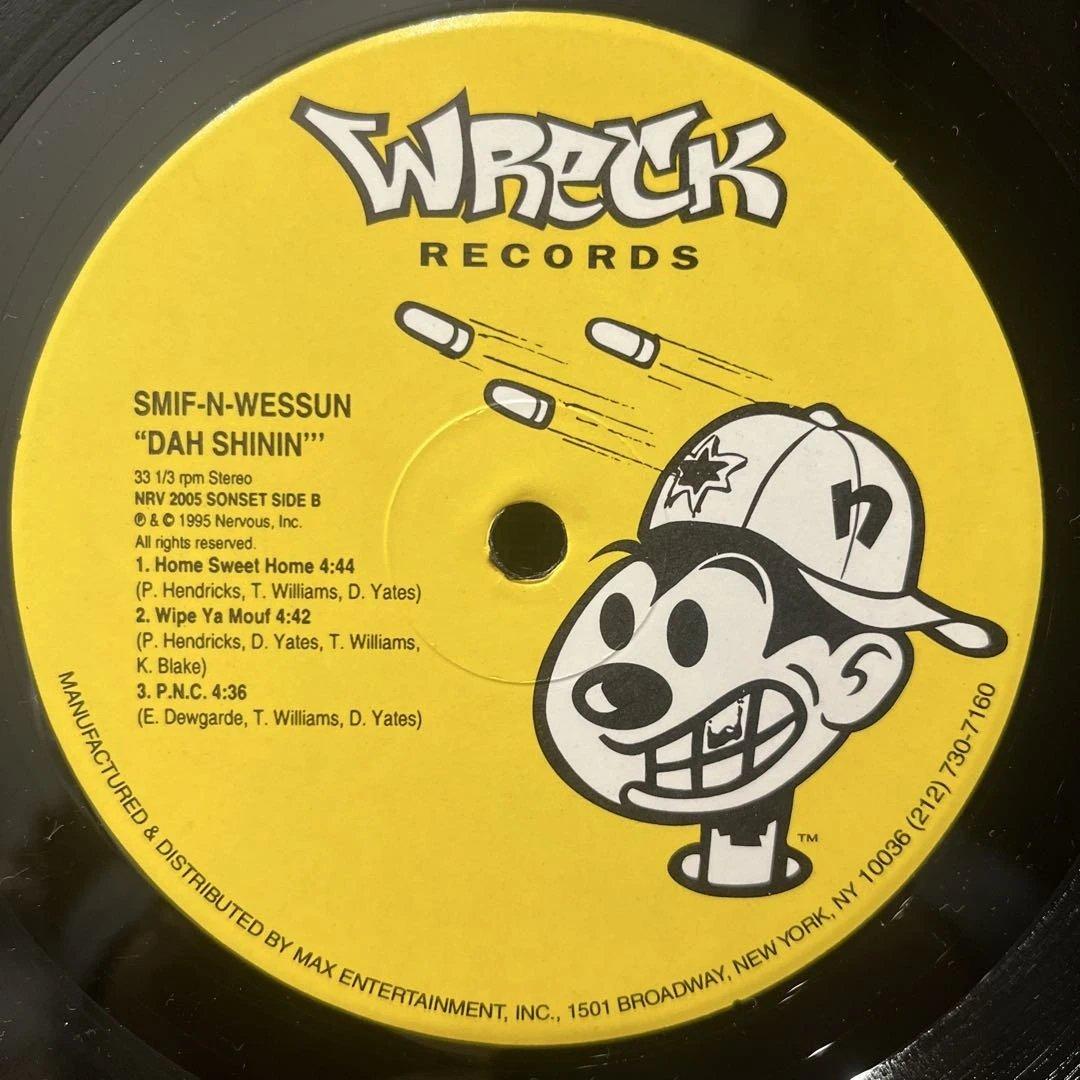 WRECK
RECORDS
SMIF-N-WESSUN
“DAH SHININ’”
33 1/3 rpm Stereo
NRV 2005 SONSET SIDE B
℗ & © 1995 Nervous, Inc.
All rights reserved.
1. Home Sweet Home 4:44
(P. Hendricks, T. Williams, D. Yates)
2. Wipe Ya Mouf 4:42
(P. Hendricks, D. Yates, T. Williams,
K. Blake)
3. P.N.C. 4:36
(E. Dewgarde, T. Williams, D. Yates)
n
TM
MANUFACTURED & DISTRIBUTED BY MAX ENTERTAINMENT, INC., 1501 BROADWAY, NEW YORK, NY 10036 (212) 730-7160